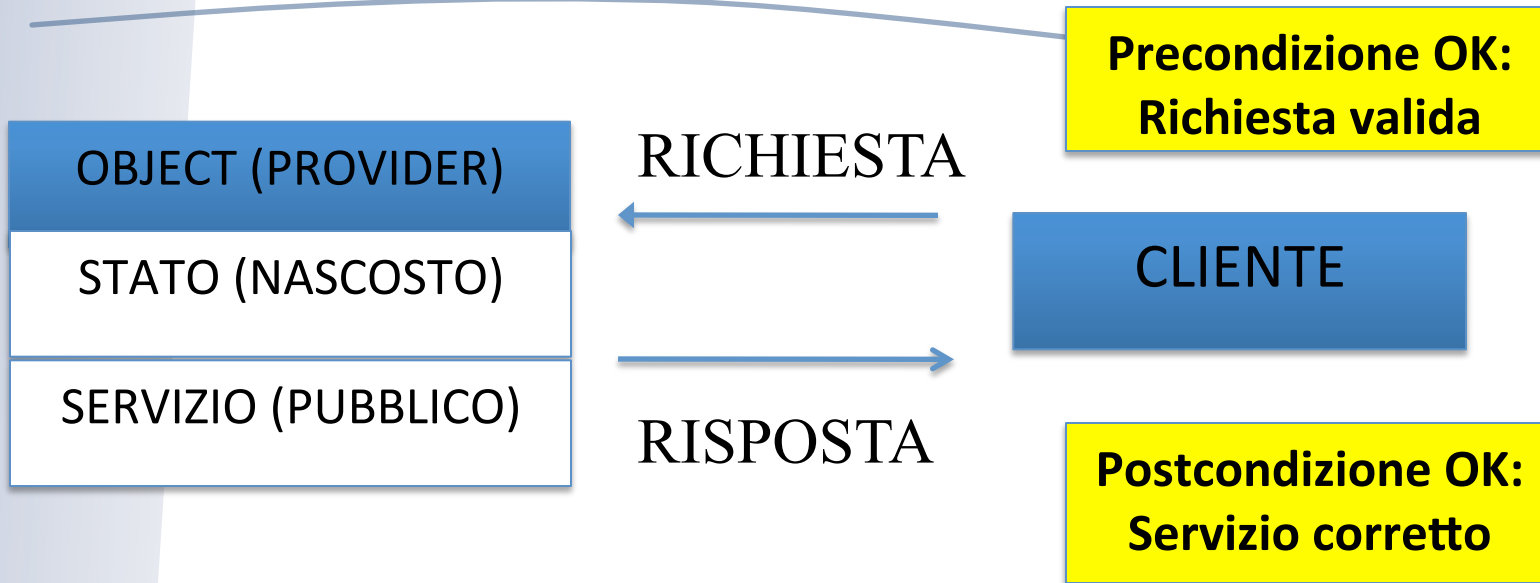 Precondizione OK:
Richiesta valida
OBJECT (PROVIDER)
RICHIESTA
STATO (NASCOSTO)
CLIENTE
SERVIZIO (PUBBLICO)
RISPOSTA
Postcondizione OK:
Servizio corretto